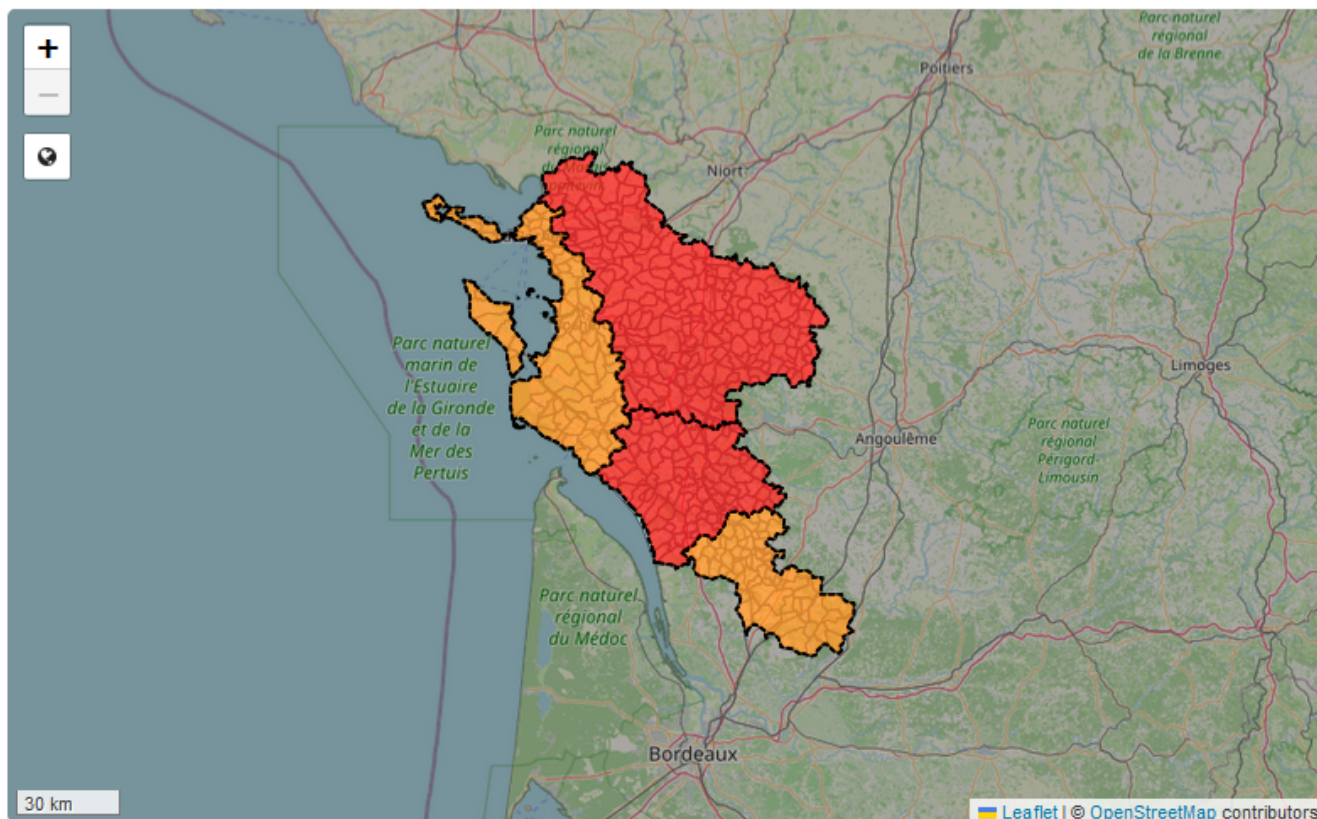 +
−
Parc naturel
régional
de la Brenne
Poitiers
Parc naturel
régional
Niort
Parc naturel
marin de
l'Estuaire
de la Gironde
et de la
Mer des
Pertuis
Limoges
Angoulême
Parc naturel
régional
Périgord-
Limousin
Parc naturel
régional
du Médoc
Bordeaux
30 km
Leaflet | © OpenStreetMap contributors